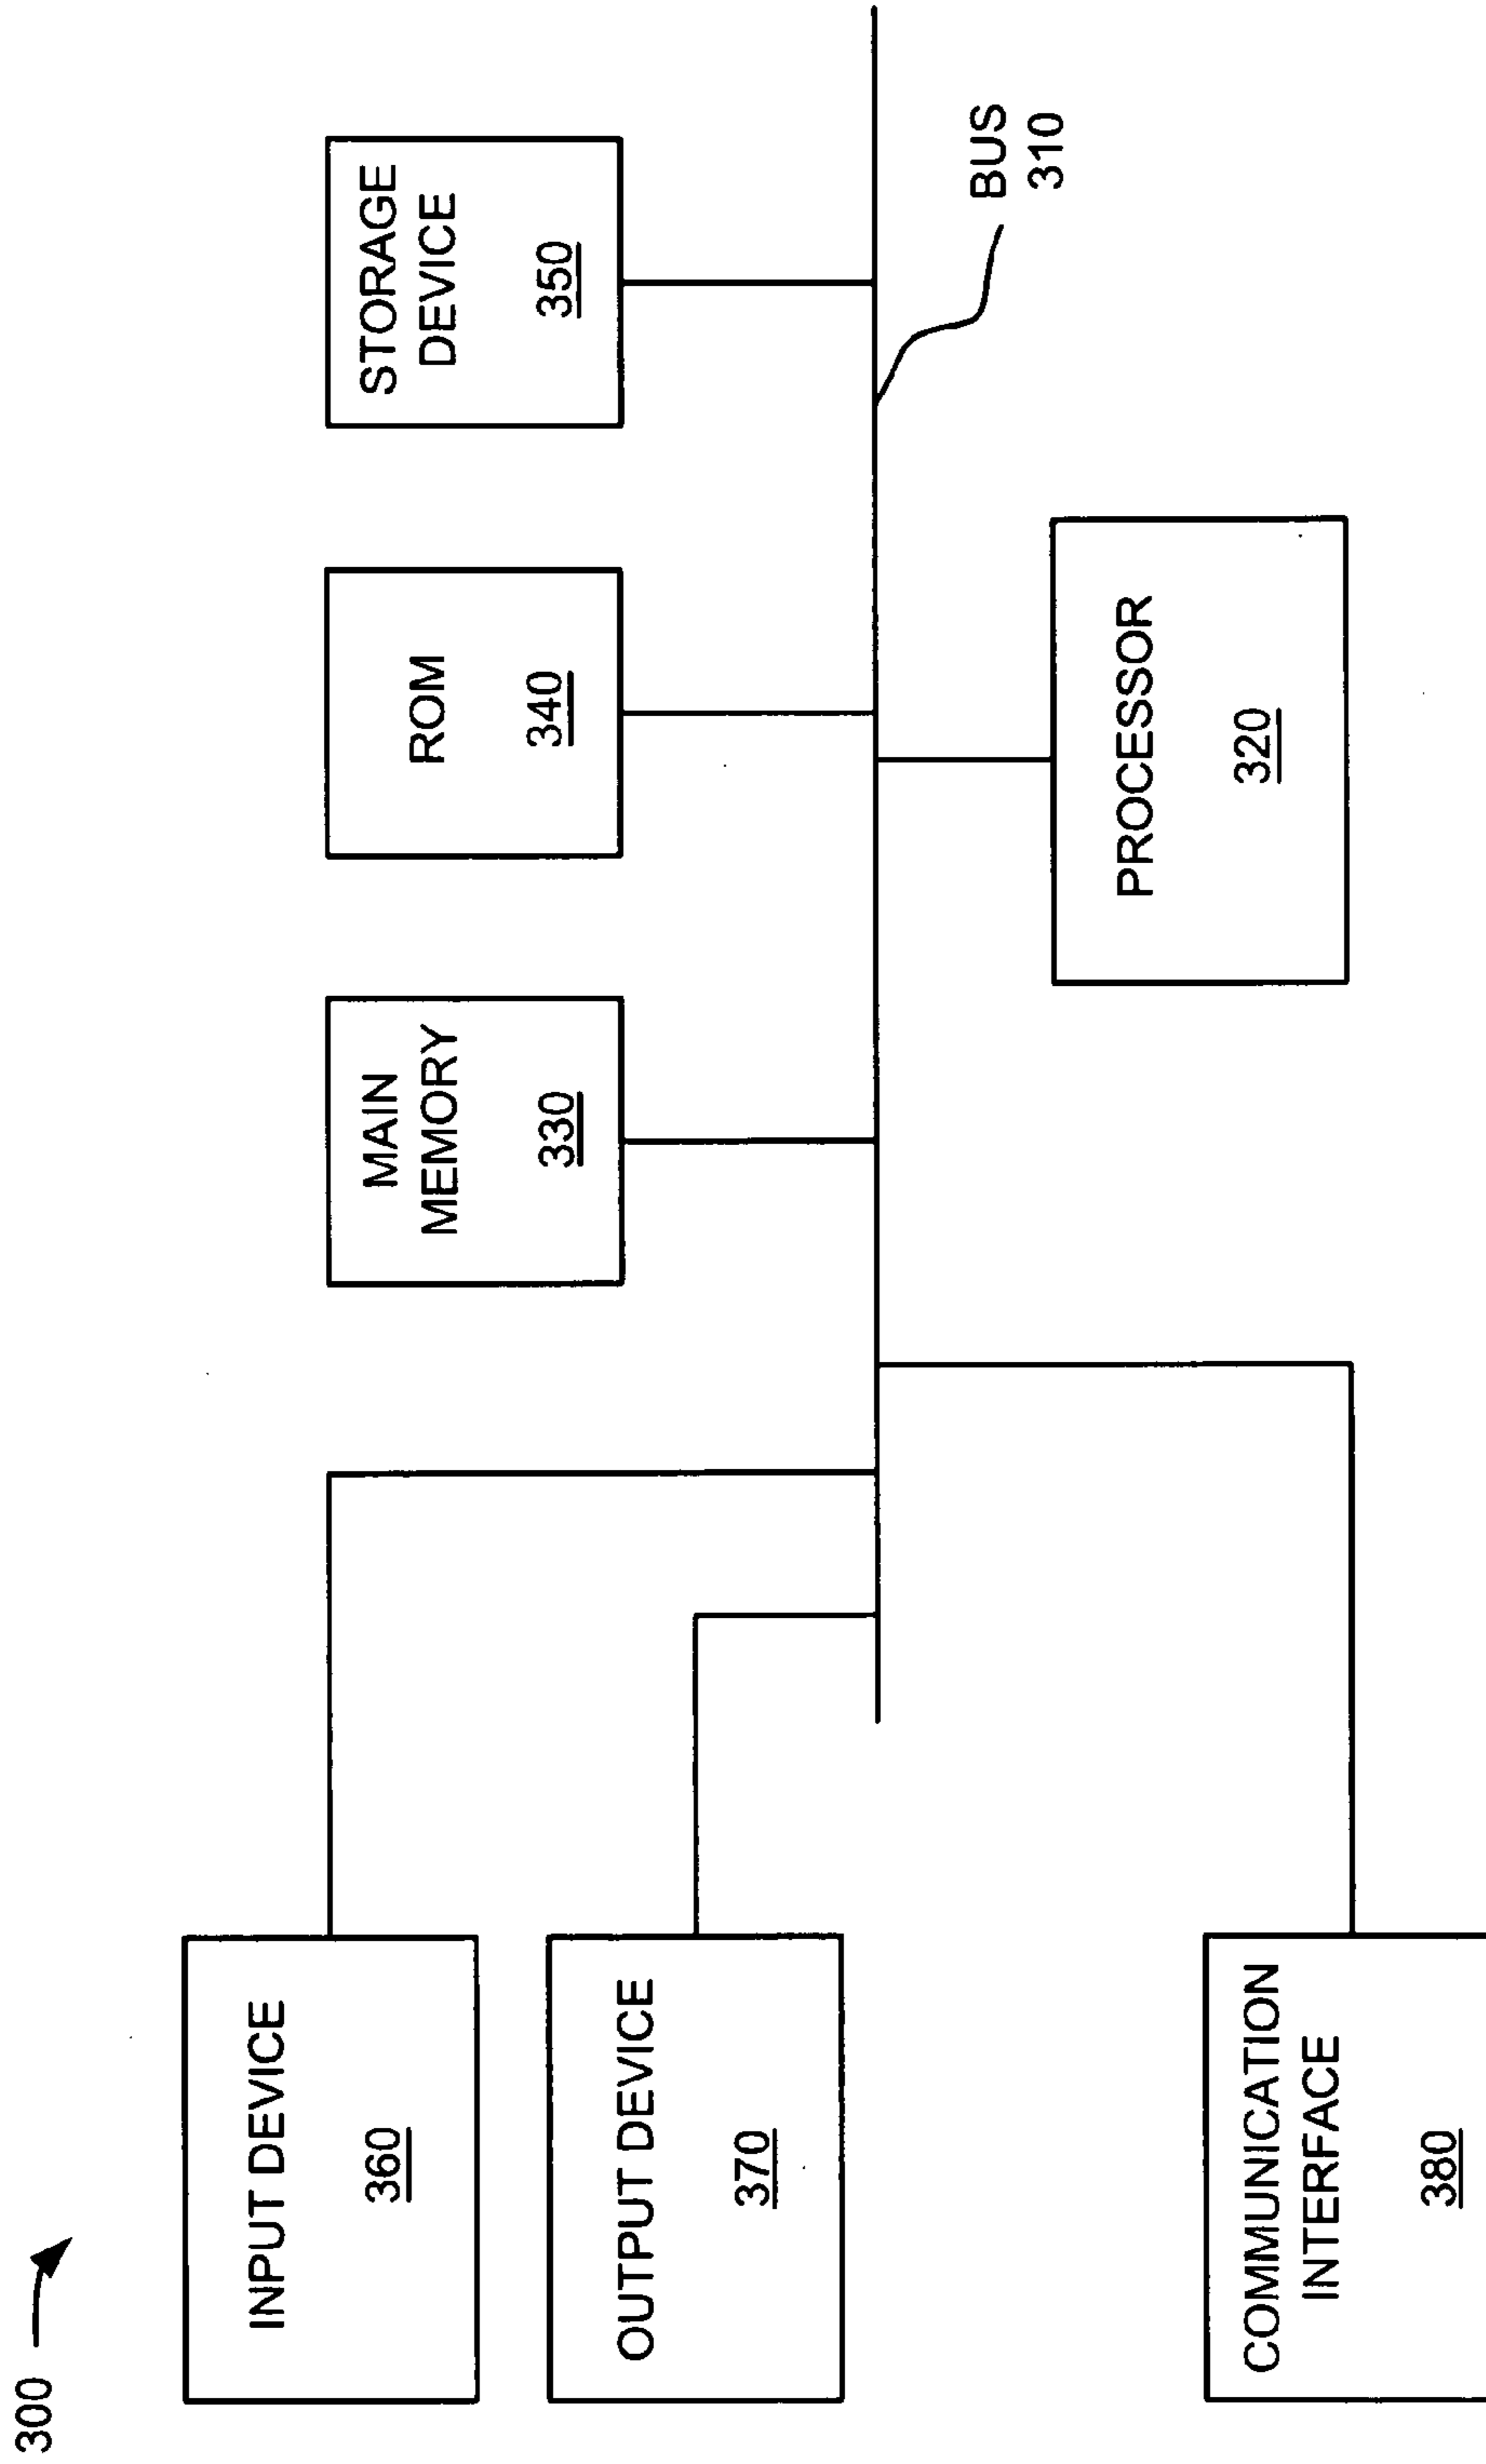 300
INPUT DEVICE
360
OUTPUT DEVICE
370
COMMUNICATION
INTERFACE
380
MAIN
MEMORY
330
ROM
340
STORAGE
DEVICE
350
PROCESSOR
320
BUS
310